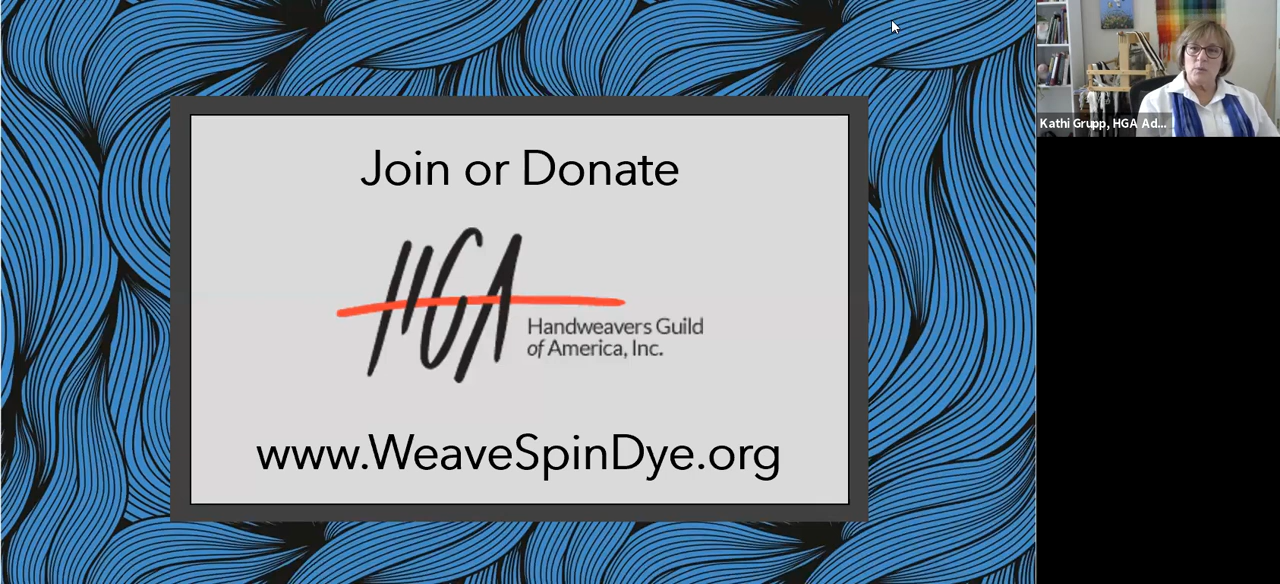 Join or Donate
HGA
Handweavers Guild
of America, Inc.
www.WeaveSpinDye.org
Kathi Grupp, HGA Ad...